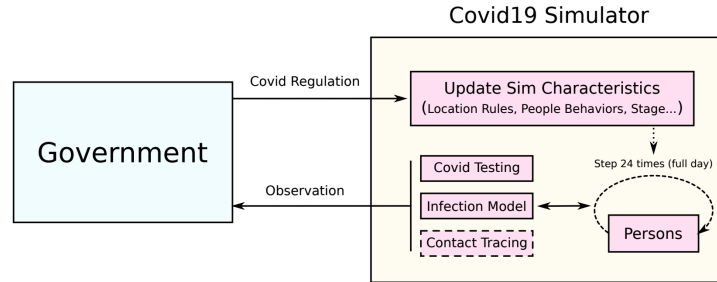 Covid19 Simulator
Covid Regulation
Government
Observation
Update Sim Characteristics
(Location Rules, People Behaviors, Stage...)
Step 24 times (full day)
Covid Testing
Infection Model
Contact Tracing
Persons